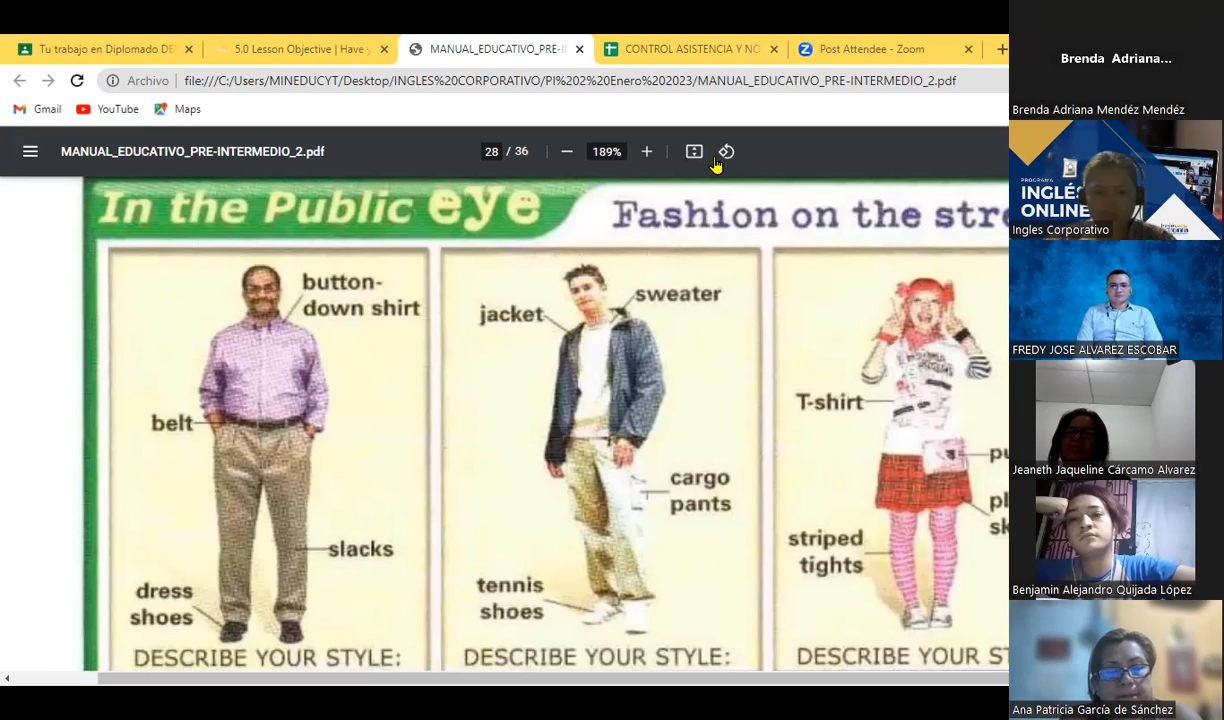 Tu trabajo en Diplomado DE
5.0 Lesson Objective | Have y
MANUAL_EDUCATIVO_PRE-I
CONTROL ASISTENCIA Y NO
Post Attendee - Zoom
Archivo
file:///C:/Users/MINEDUCYT/Desktop/INGLES%20CORPORATIVO/PI%202%20Enero%202023/MANUAL_EDUCATIVO_PRE-INTERMEDIO_2.pdf
Gmail
YouTube
Maps
MANUAL_EDUCATIVO_PRE-INTERMEDIO_2.pdf
28 / 36
189%
In the Public eye
Fashion on the stre
button-
down shirt
belt
slacks
dress
shoes
DESCRIBE YOUR STYLE:
jacket
sweater
cargo
pants
tennis
shoes
DESCRIBE YOUR STYLE:
T-shirt
pu
pl
sk
striped
tights
DESCRIBE YOUR ST
Brenda Adriana...
Brenda Adriana Mendéz Mendéz
PROGRAMA
INGLÉS
ONLINE
Ingles Corporativo
FREDY JOSE ALVAREZ ESCOBAR
Jeaneth Jaqueline Cárcamo Alvarez
Benjamin Alejandro Quijada López
Ana Patricia García de Sánchez